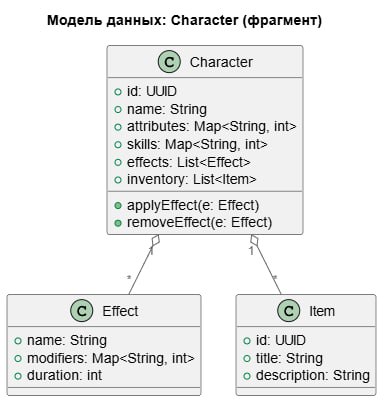 Модель данных: Character (фрагмент)
C Character
id: UUID
name: String
attributes: Map<String, int>
skills: Map<String, int>
effects: List<Effect>
inventory: List<Item>
applyEffect(e: Effect)
removeEffect(e: Effect)
1 1
* *
C Effect
name: String
modifiers: Map<String, int>
duration: int
C Item
id: UUID
title: String
description: String